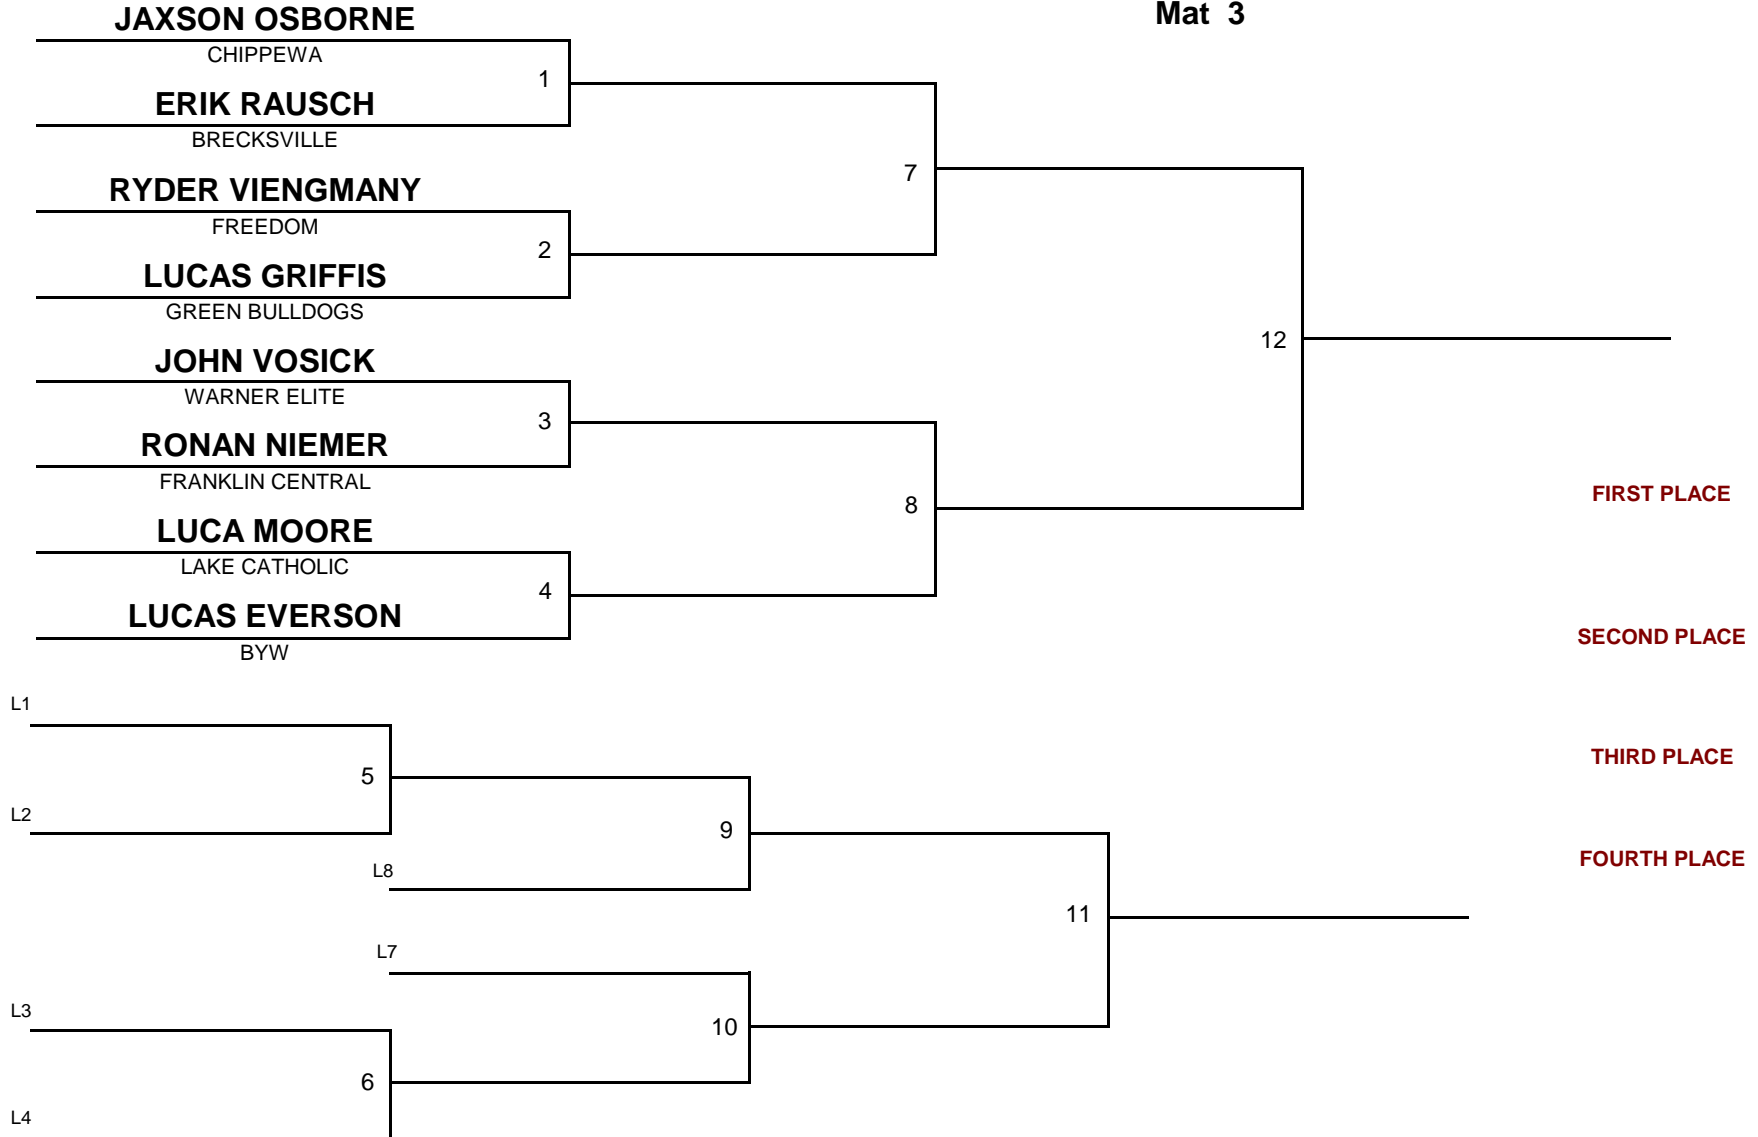 Mat 3
JAXSON OSBORNE
CHIPPEWA
1
ERIK RAUSCH
BRECKSVILLE
7
RYDER VIENGMANY
FREEDOM
2
LUCAS GRIFFIS
GREEN BULLDOGS
12
JOHN VOSICK
WARNER ELITE
3
RONAN NIEMER
FRANKLIN CENTRAL
FIRST PLACE
8
LUCA MOORE
LAKE CATHOLIC
4
LUCAS EVERSON
SECOND PLACE
BYW
L1
THIRD PLACE
5
L2
9
FOURTH PLACE
L8
11
L7
L3
10
6
L4